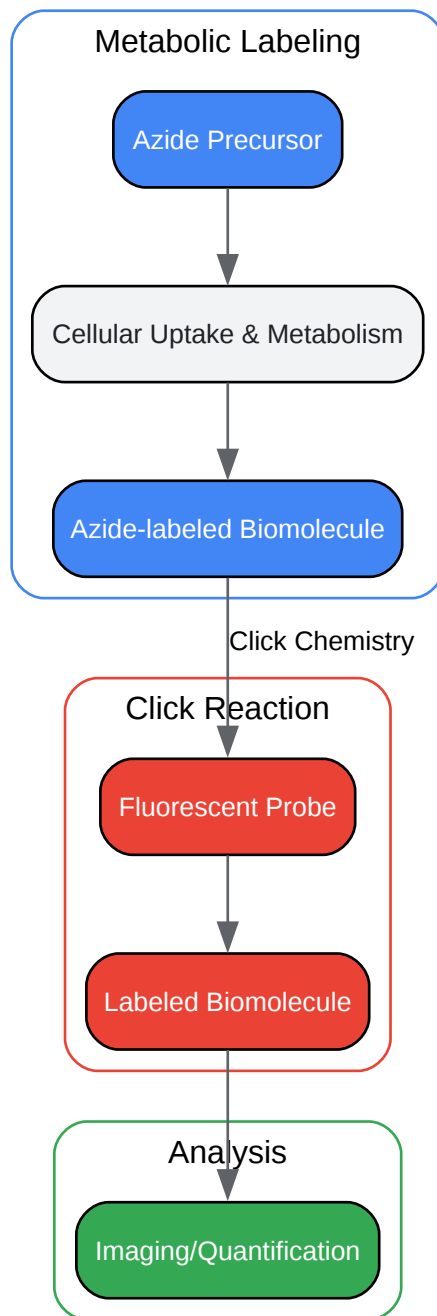 Metabolic Labeling
Azide Precursor
Cellular Uptake & Metabolism
Azide-labeled Biomolecule
Click Chemistry
Click Reaction
Fluorescent Probe
Labeled Biomolecule
Analysis
Imaging/Quantification